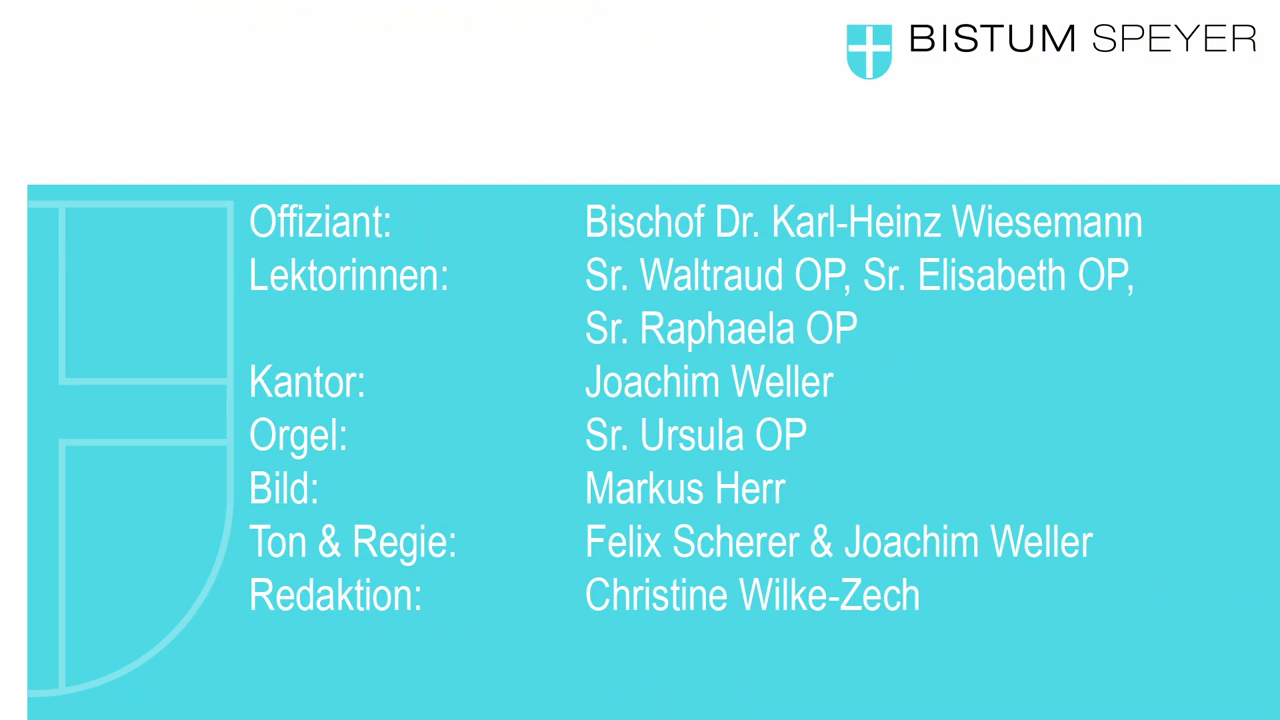 BISTUM SPEYER
Offiziant: Bischof Dr. Karl-Heinz Wiesemann
Lektorinnen: Sr. Waltraud OP, Sr. Elisabeth OP,
Sr. Raphaela OP
Kantor: Joachim Weller
Orgel: Sr. Ursula OP
Bild: Markus Herr
Ton & Regie: Felix Scherer & Joachim Weller
Redaktion: Christine Wilke-Zech